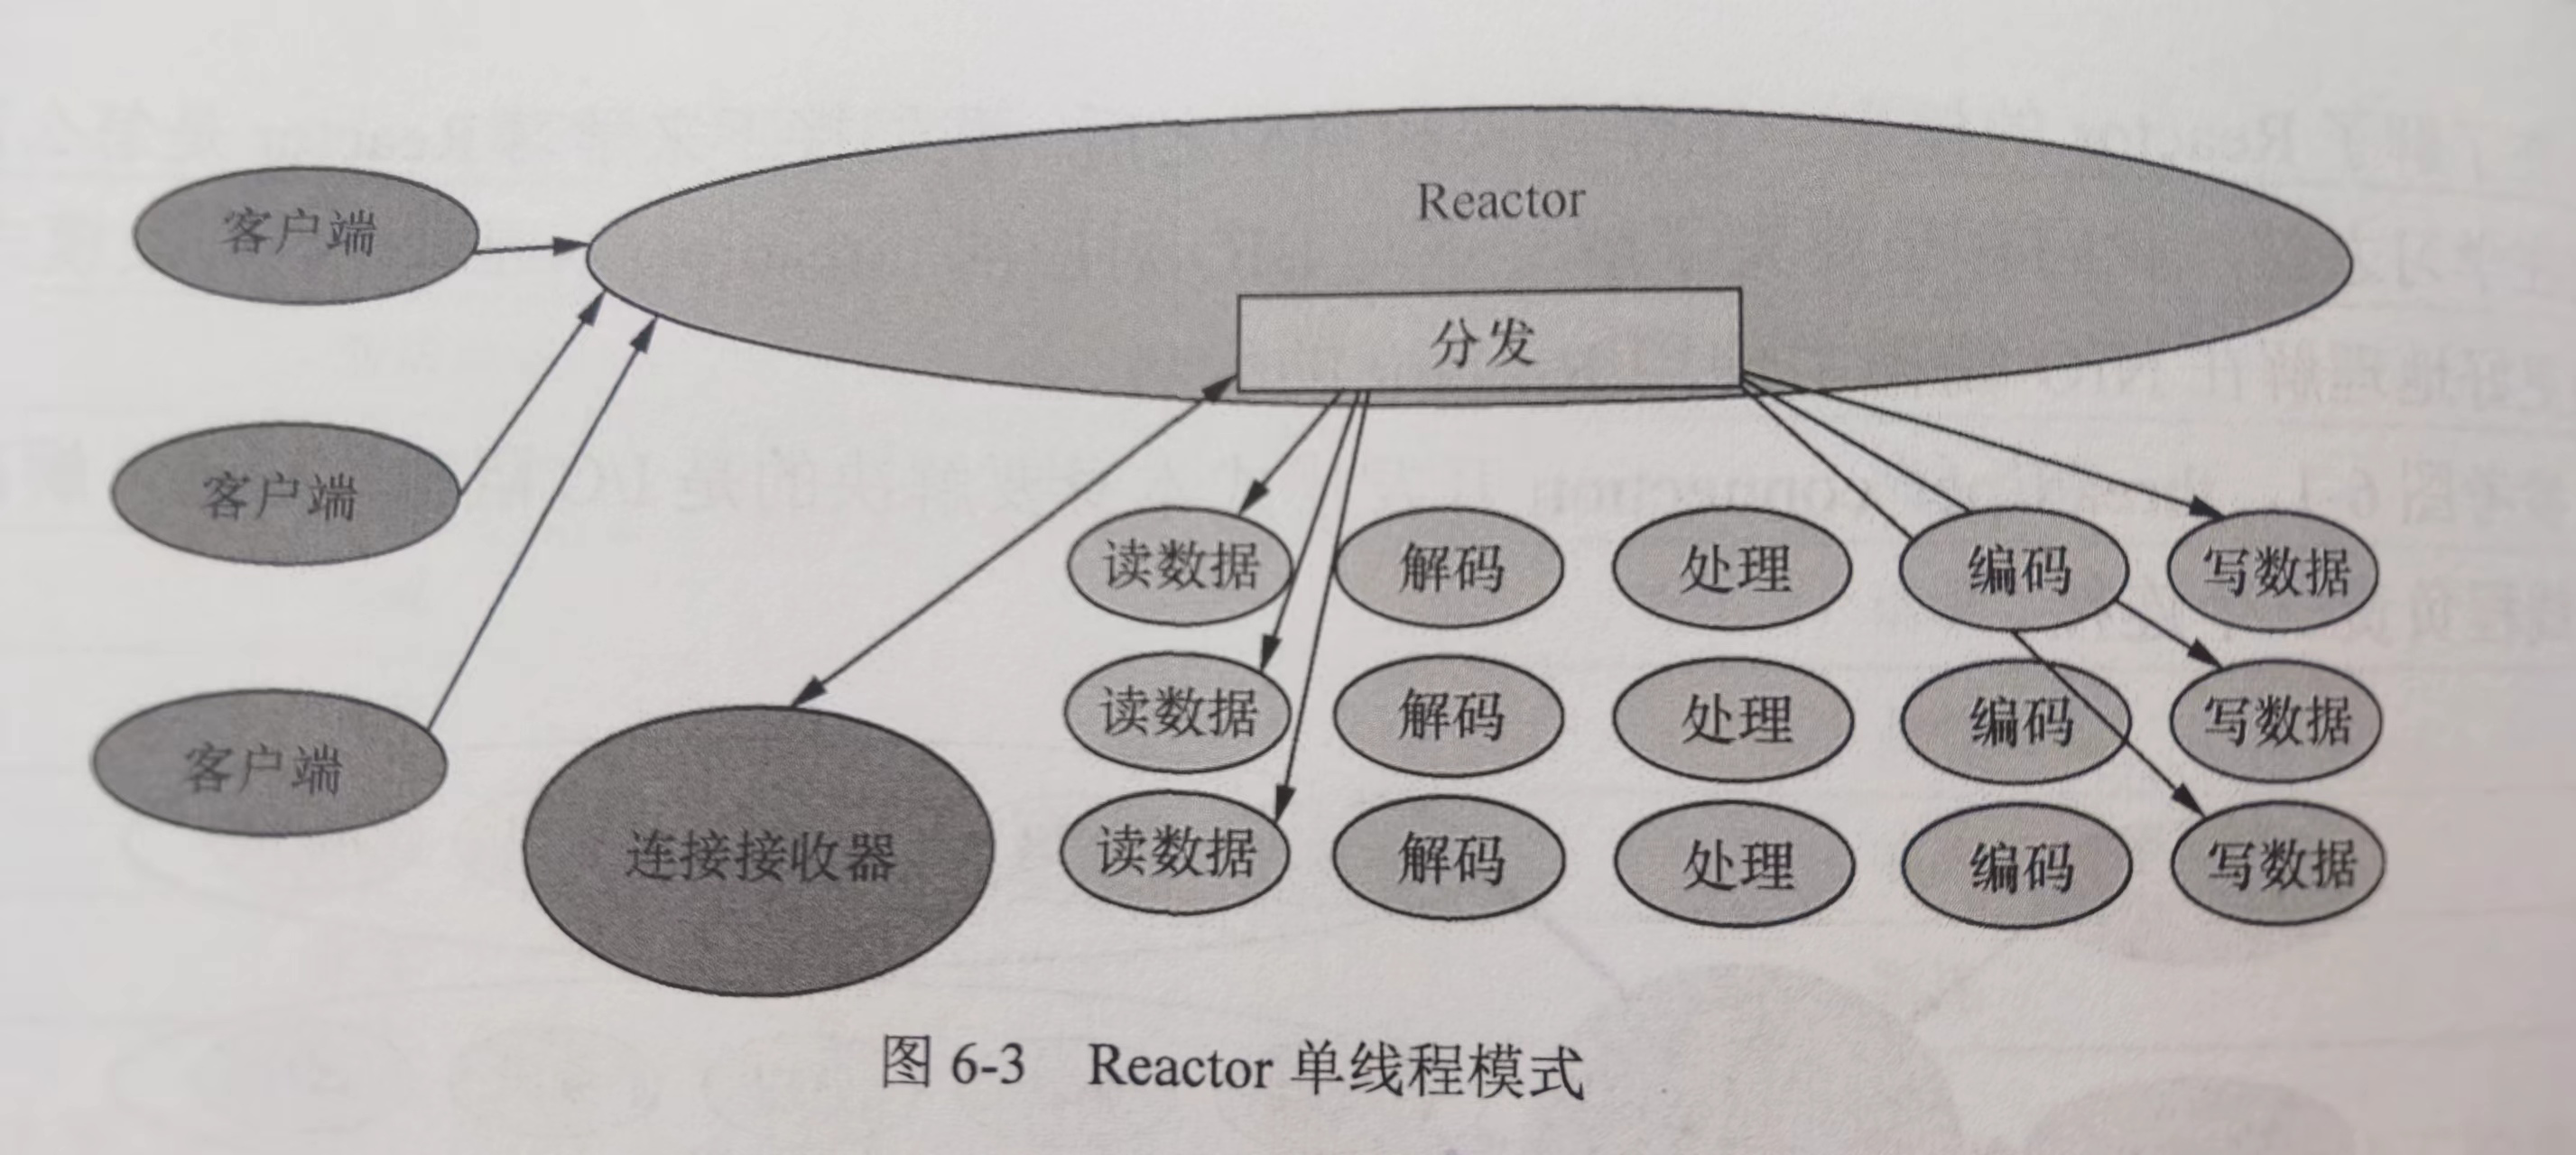 Reactor
客户端
分发
客户端
读数据 解码 处理 编码 写数据
读数据 解码 处理 编码 写数据
客户端
连接接收器
读数据 解码 处理 编码 写数据
图 6-3 Reactor 单线程模式